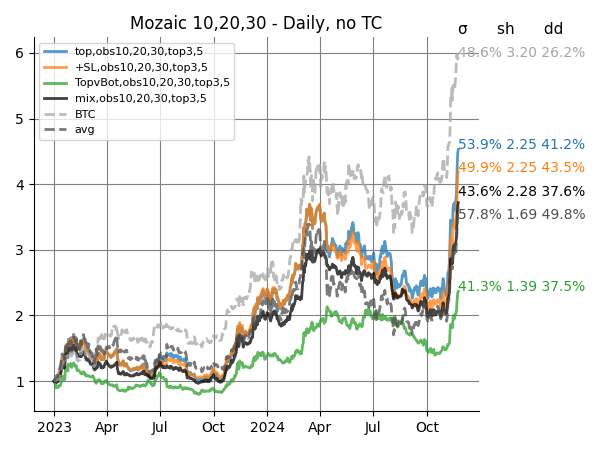 Mozaic 10,20,30 - Daily, no TC
σ sh dd
top,obs10,20,30,top3,5
+SL,obs10,20,30,top3,5
TopvBot,obs10,20,30,top3,5
mix,obs10,20,30,top3,5
BTC
avg
48.6% 3.20 26.2%
53.9% 2.25 41.2%
49.9% 2.25 43.5%
43.6% 2.28 37.6%
57.8% 1.69 49.8%
41.3% 1.39 37.5%
6
5
4
3
2
1
2023 Apr Jul Oct 2024 Apr Jul Oct